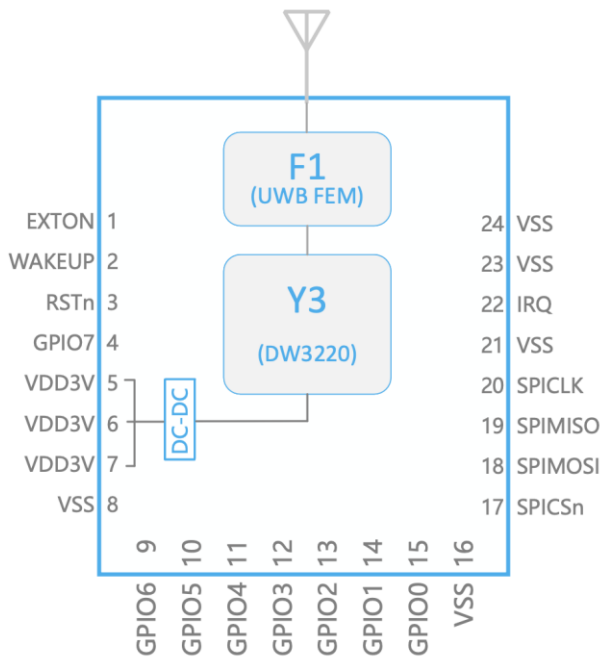 F1
(UWB FEM)
Y3
(DW3220)
DC-DC
EXTON 1
WAKEUP 2
RSTn 3
GPIO7 4
VDD3V 5
VDD3V 6
VDD3V 7
VSS 8
9 GPIO6
10 GPIO5
11 GPIO4
12 GPIO3
13 GPIO2
14 GPIO1
15 GPIO0
16 VSS
24 VSS
23 VSS
22 IRQ
21 VSS
20 SPICLK
19 SPIMISO
18 SPIMOSI
17 SPICSn